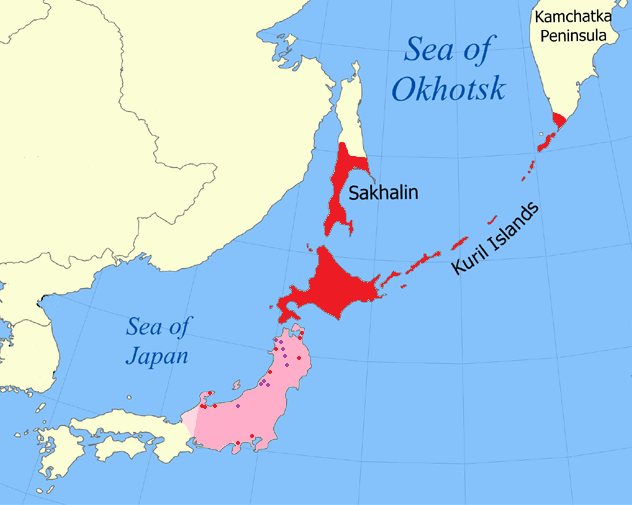 Kamchatka
Peninsula
Sea of
Okhotsk
Sakhalin
Kuril Islands
Sea of
Japan